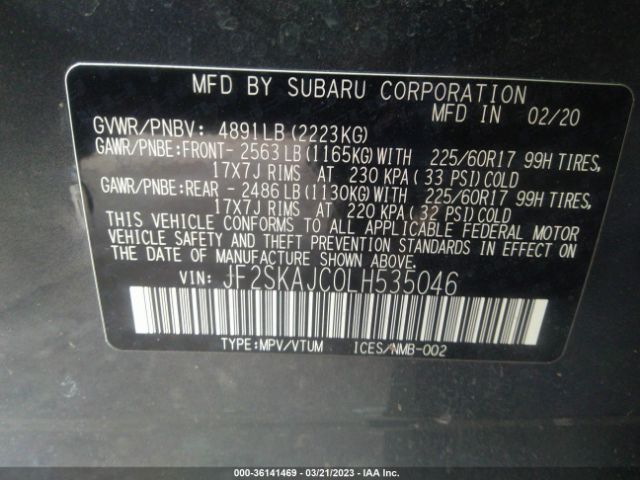 MFD BY SUBARU CORPORATION
MFD IN 02/20
GVWR/PNBV: 4891LB (2223KG)
GAWR/PNBE:FRONT- 2563LB (1165KG) WITH 225/60R17 99H TIRES,
17X7J RIMS AT 230 KPA (33 PSI) COLD
GAWR/PNBE:REAR - 2486LB (1130KG) WITH 225/60R17 99H TIRES,
17X7J RIMS AT 220 KPA (32 PSI) COLD
THIS VEHICLE CONFORMS TO ALL APPLICABLE FEDERAL MOTOR
VEHICLE SAFETY AND THEFT PREVENTION STANDARDS IN EFFECT ON
THE DATE OF MANUFACTURE SHOWN ABOVE.
VIN: JF2SKAJC0LH535046
TYPE:MPV/VTUM ICES/NMB-002
000-36141469 - 03/21/2023 - IAA Inc.